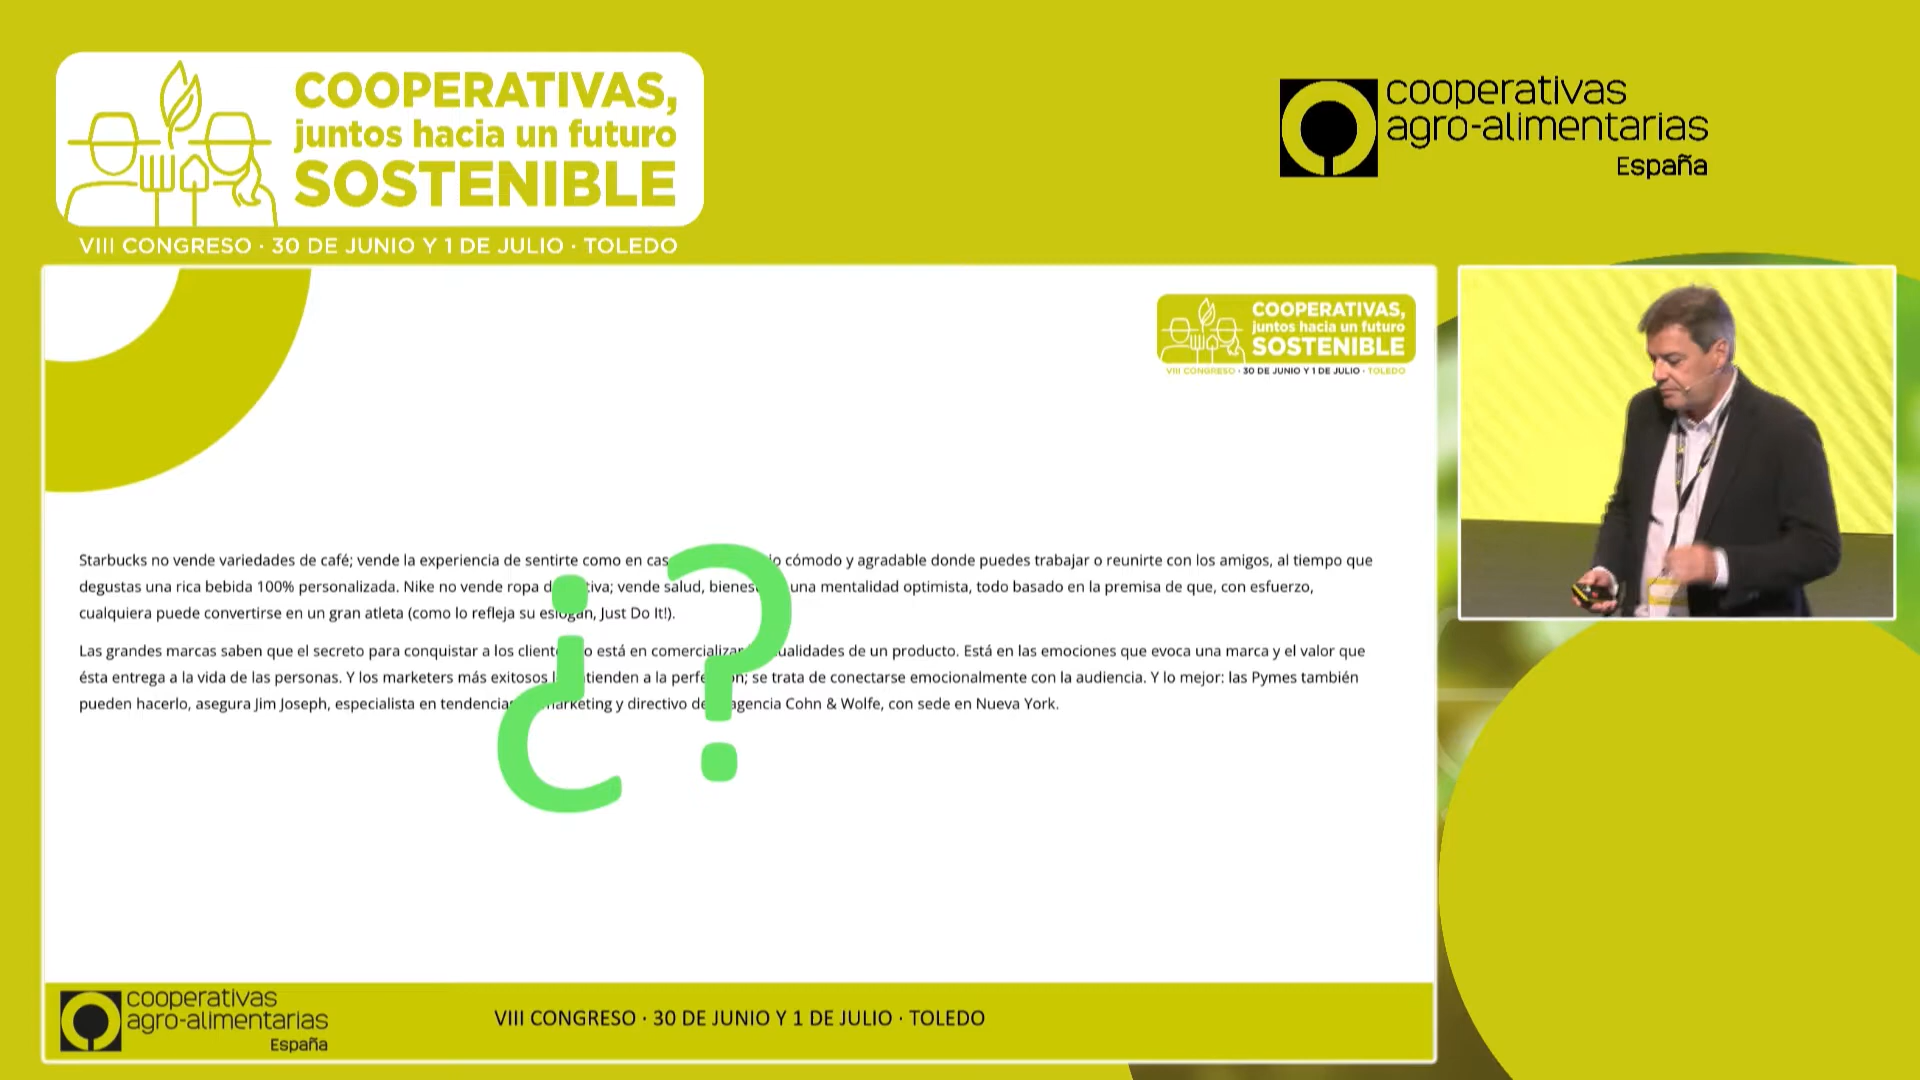 COOPERATIVAS,
juntos hacia un futuro
SOSTENIBLE
VIII CONGRESO · 30 DE JUNIO Y 1 DE JULIO · TOLEDO
cooperativas
agro-alimentarias
España
COOPERATIVAS,
juntos hacia un futuro
SOSTENIBLE
VIII CONGRESO · 30 DE JUNIO Y 1 DE JULIO · TOLEDO
Starbucks no vende variedades de café; vende la experiencia de sentirte como en cómodo y agradable donde puedes trabajar o reunirte con los amigos, al tiempo que
degustas una rica bebida 100% personalizada. Nike no vende ropa vende salud, una mentalidad optimista, todo basado en la premisa de que, con esfuerzo,
cualquiera puede convertirse en un gran atleta (como lo refleja su eslogan, Just Do It!).
Las grandes marcas saben que el secreto para conquistar a los está en de un producto. Está en las emociones que evoca una marca y el valor que
ésta entrega a la vida de las personas. Y los marketers más exitosos a la se trata de conectarse emocionalmente con la audiencia. Y lo mejor: las Pymes también
pueden hacerlo, asegura Jim Joseph, especialista en marketing y directivo agencia Cohn & Wolfe, con sede en Nueva York.
¿?
cooperativas
agro-alimentarias
España
VIII CONGRESO · 30 DE JUNIO Y 1 DE JULIO · TOLEDO